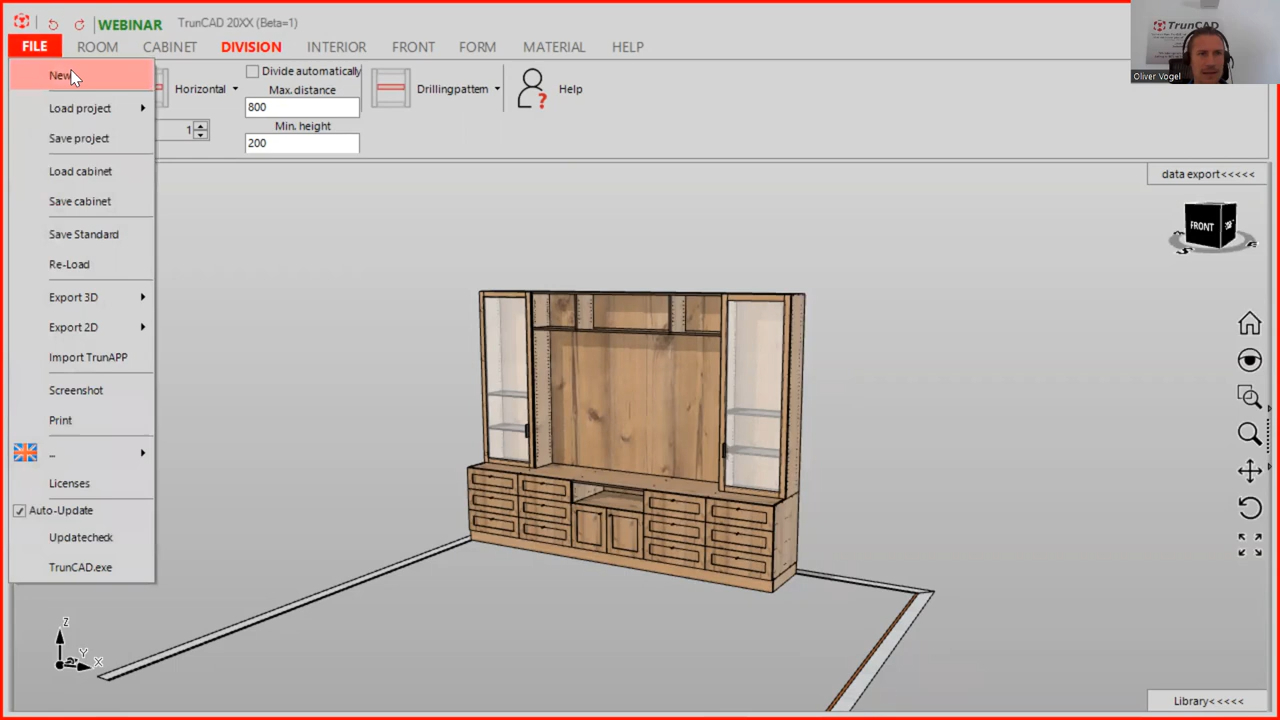 WEBINAR
TrunCAD 20XX (Beta=1)
FILE
ROOM
CABINET
DIVISION
INTERIOR
FRONT
FORM
MATERIAL
HELP
New
Load project
Save project
Load cabinet
Save cabinet
Save Standard
Re-Load
Export 3D
Export 2D
Import TrunAPP
Screenshot
Print
...
Licenses
Auto-Update
Updatecheck
TrunCAD.exe
Horizontal
1
Divide automatically
Max. distance
800
Min. height
200
Drillingpattern
Help
TrunCAD
Oliver Vogel
data export<<<<<
FRONT
Z
Y
X
Library<<<<<